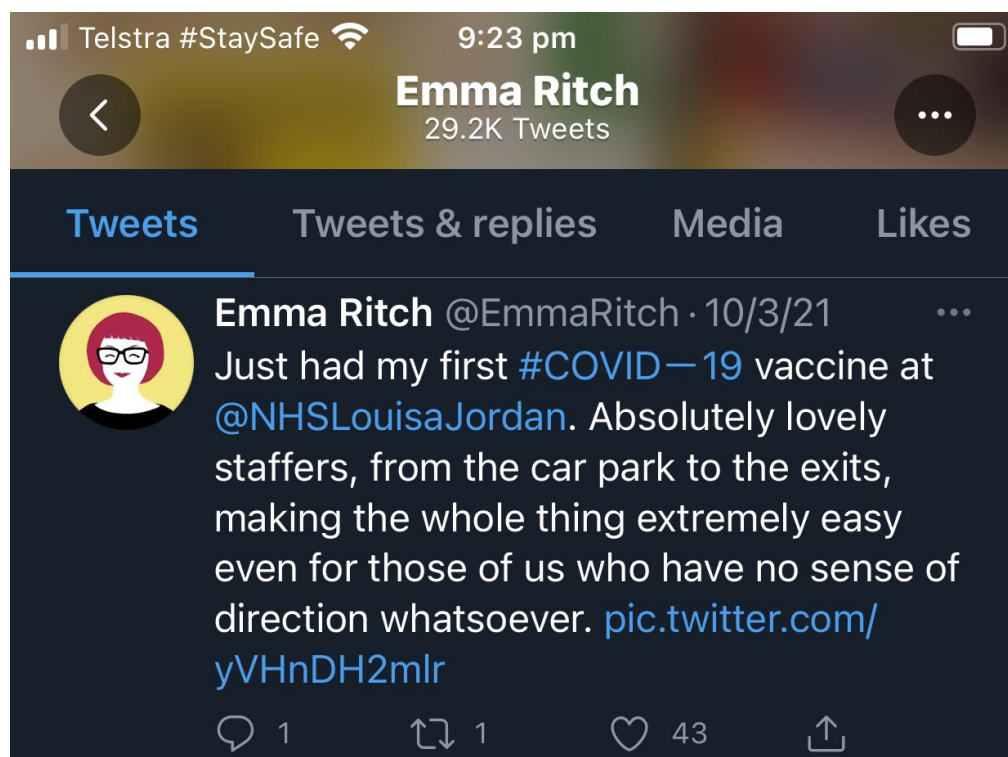 Telstra #StaySafe 9:23 pm
Emma Ritch
29.2K Tweets
Tweets Tweets & replies Media Likes
Emma Ritch @EmmaRitch · 10/3/21
Just had my first #COVID—19 vaccine at
@NHSLouisaJordan. Absolutely lovely
staffers, from the car park to the exits,
making the whole thing extremely easy
even for those of us who have no sense of
direction whatsoever. pic.twitter.com/
yVHnDH2mlr
1 1 43